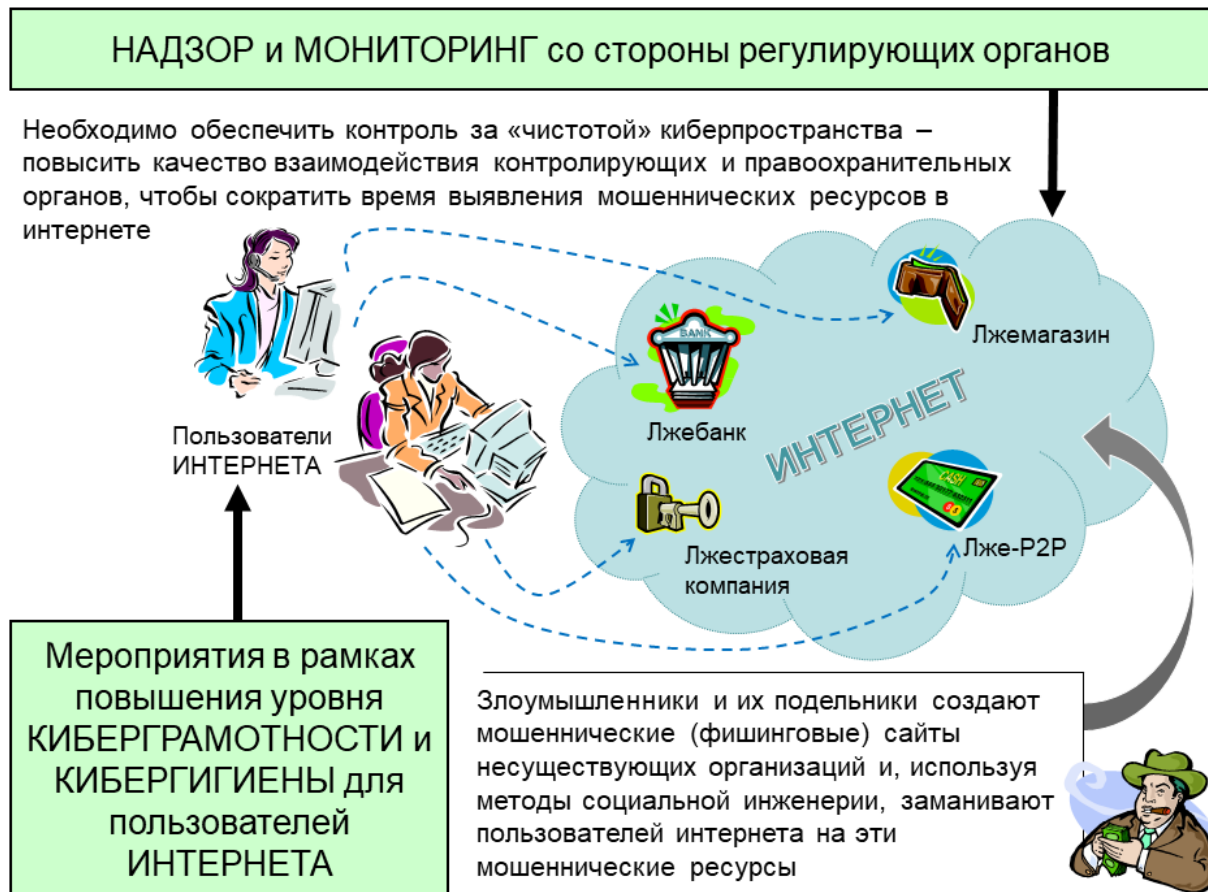 НАДЗОР и МОНИТОРИНГ со стороны регулирующих органов
Необходимо обеспечить контроль за «чистотой» киберпространства –
повысить качество взаимодействия контролирующих и правоохранительных
органов, чтобы сократить время выявления мошеннических ресурсов в
интернете
BANK
Лжемагазин
Лжебанк
ИНТЕРНЕТ
Пользователи
ИНТЕРНЕТА
CASH
Лжестраховая
компания
Лже-P2P
Мероприятия в рамках
повышения уровня
КИБЕРГРАМОТНОСТИ и
КИБЕРГИГИЕНЫ для
пользователей
ИНТЕРНЕТА
Злоумышленники и их подельники создают
мошеннические (фишинговые) сайты
несуществующих организаций и, используя
методы социальной инженерии, заманивают
пользователей интернета на эти
мошеннические ресурсы